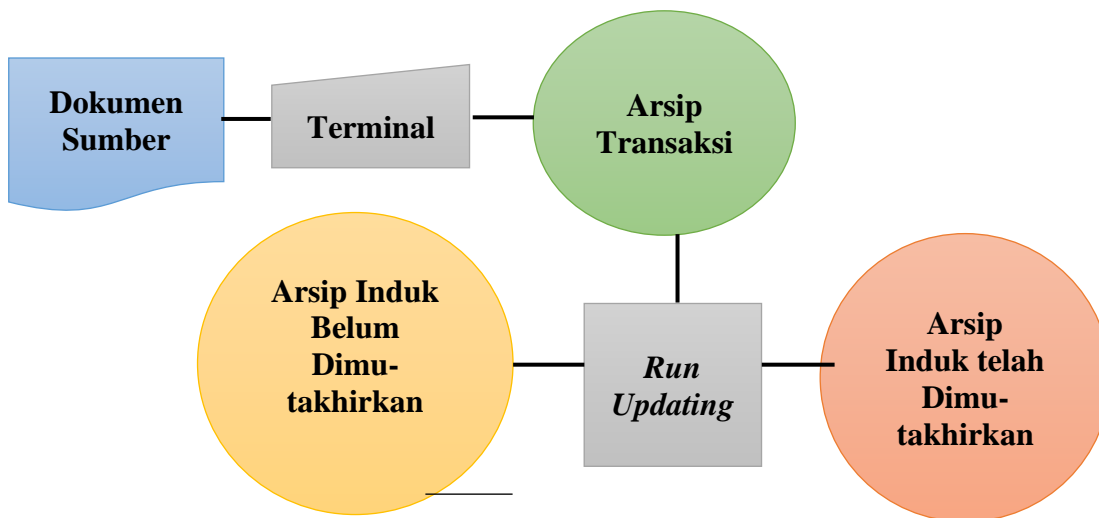 Dokumen
Sumber
Terminal
Arsip
Transaksi
Arsip Induk
Belum
Dimu-
takhirkan
Run
Updating
Arsip
Induk telah
Dimu-
takhirkan